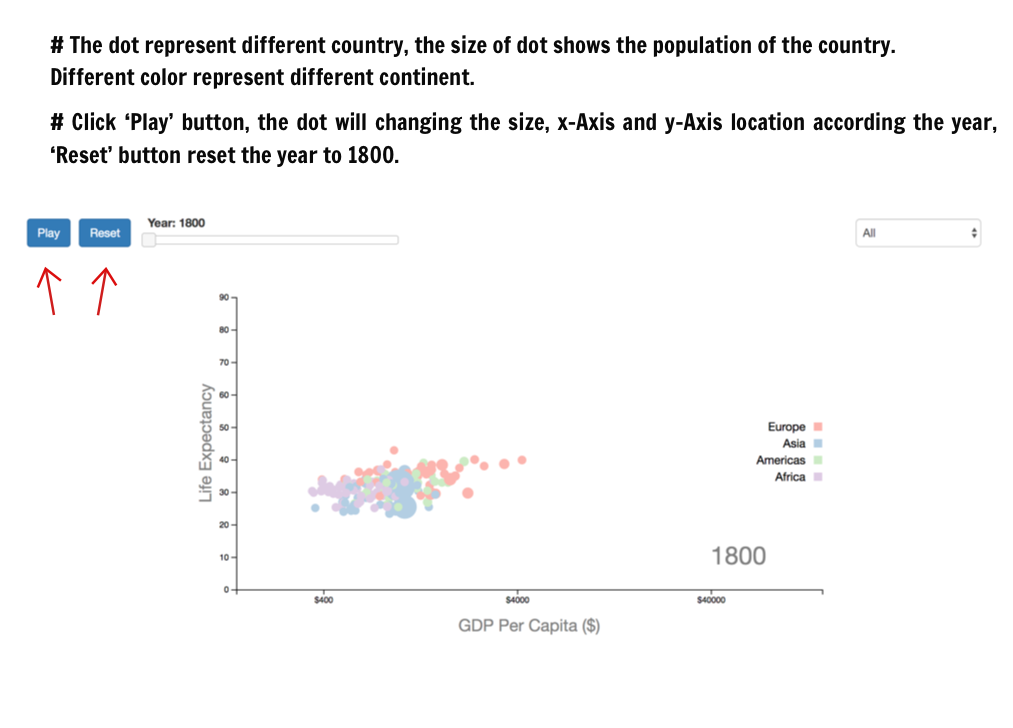 # The dot represent different country, the size of dot shows the population of the country.
Different color represent different continent.
# Click ‘Play’ button, the dot will changing the size, x-Axis and y-Axis location according the year,
‘Reset’ button reset the year to 1800.
Play
Reset
Year: 1800
All
90
80
70
60
50
40
30
20
10
0
Life Expectancy
Europe
Asia
Americas
Africa
1800
$400
$4000
$40000
GDP Per Capita ($)